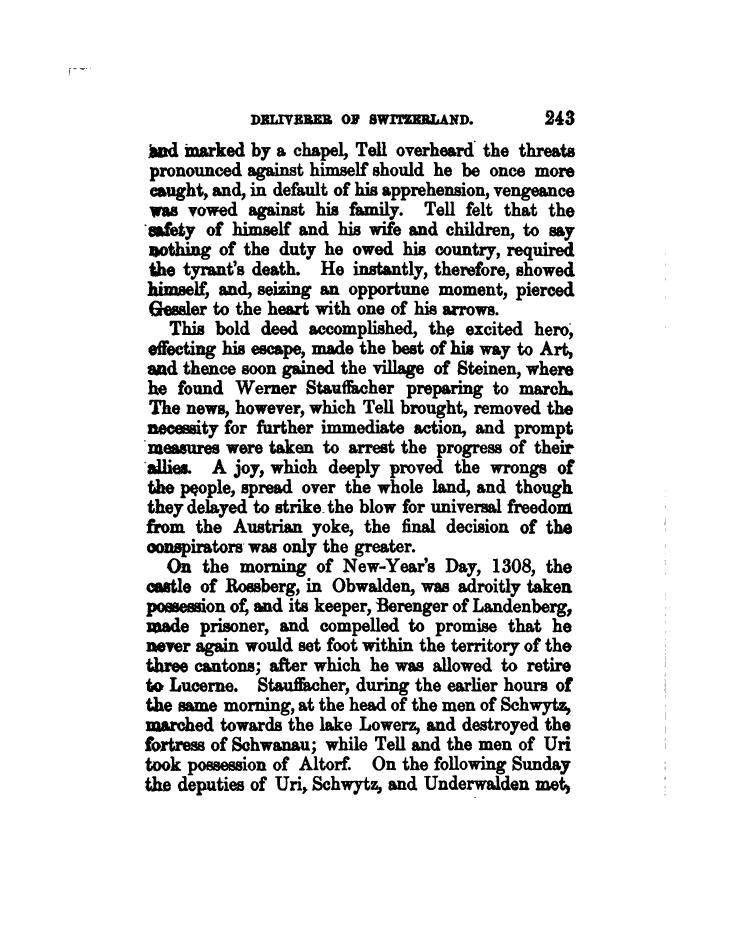 DELIVERER OF SWITZERLAND. 243
and marked by a chapel, Tell overheard the threats
pronounced against himself should he be once more
caught, and, in default of his apprehension, vengeance
was vowed against his family. Tell felt that the
safety of himself and his wife and children, to say
nothing of the duty he owed his country, required
the tyrant's death. He instantly, therefore, showed
himself, and, seizing an opportune moment, pierced
Gessler to the heart with one of his arrows.
This bold deed accomplished, the excited hero,
effecting his escape, made the best of his way to Art,
and thence soon gained the village of Steinen, where
he found Werner Stauffacher preparing to march.
The news, however, which Tell brought, removed the
necessity for further immediate action, and prompt
measures were taken to arrest the progress of their
allies. A joy, which deeply proved the wrongs of
the people, spread over the whole land, and though
they delayed to strike the blow for universal freedom
from the Austrian yoke, the final decision of the
conspirators was only the greater.
On the morning of New-Year's Day, 1308, the
castle of Rossberg, in Obwalden, was adroitly taken
possession of, and its keeper, Berenger of Landenberg,
made prisoner, and compelled to promise that he
never again would set foot within the territory of the
three cantons; after which he was allowed to retire
to Lucerne. Stauffacher, during the earlier hours of
the same morning, at the head of the men of Schwytz,
marched towards the lake Lowerz, and destroyed the
fortress of Schwanau; while Tell and the men of Uri
took possession of Altorf. On the following Sunday
the deputies of Uri, Schwytz, and Underwalden met,